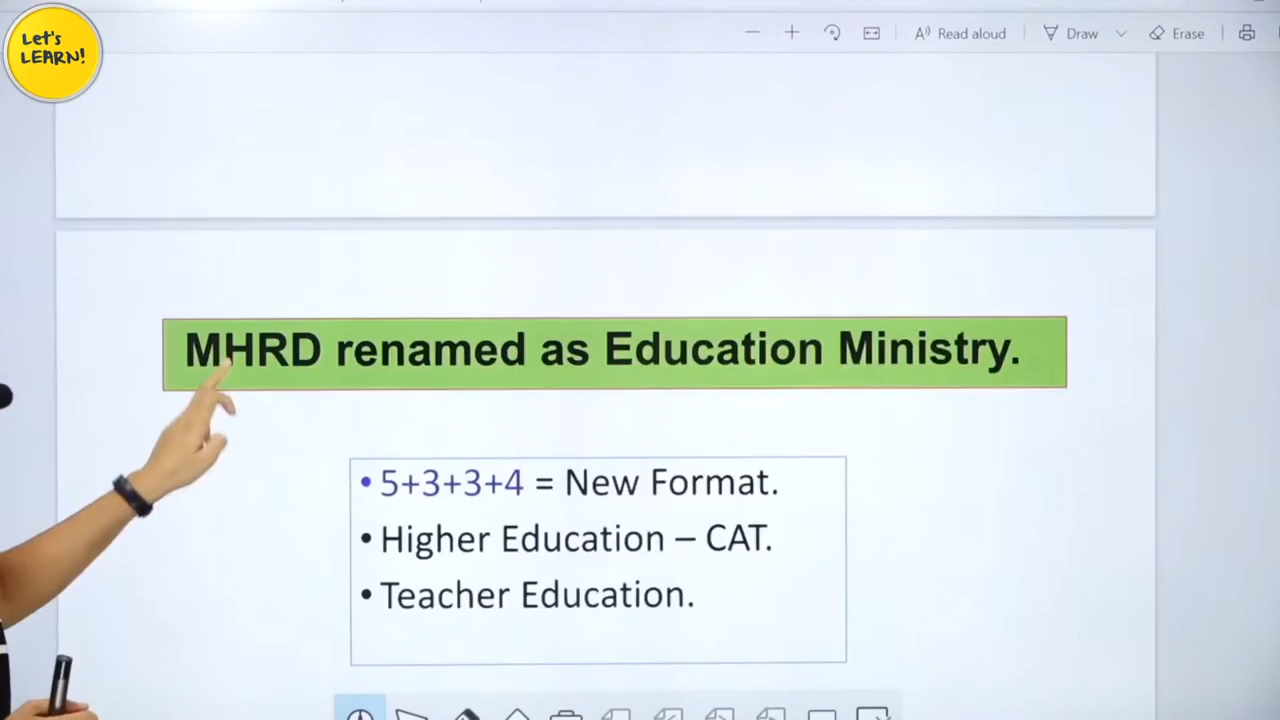 Let's
LEARN!
Read aloud
Draw
Erase
MHRD renamed as Education Ministry.
• 5+3+3+4 = New Format.
• Higher Education – CAT.
• Teacher Education.